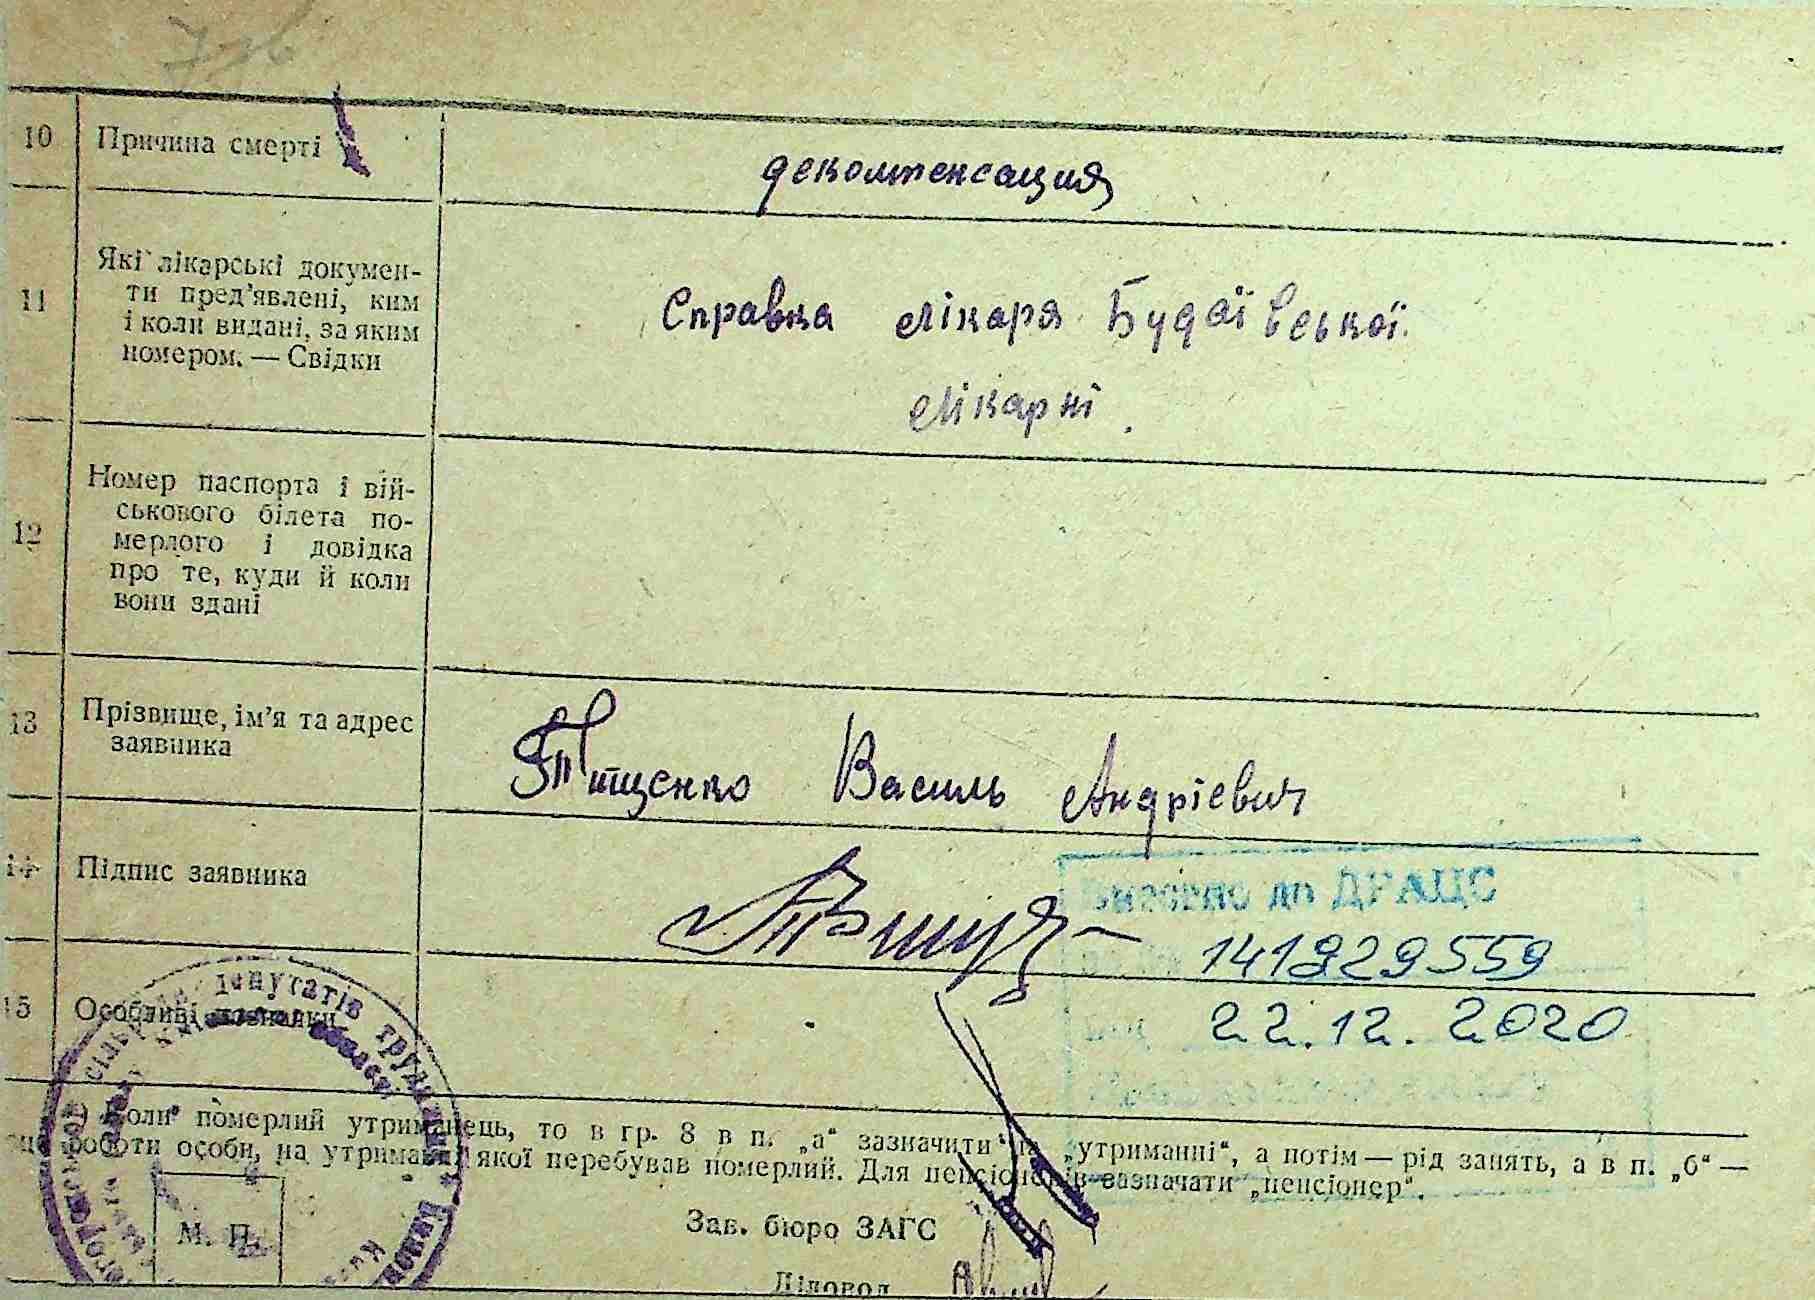 10 Причина смерті декомпенсация
11 Які лікарські докумен-
ти пред’явлені, ким
і коли видані, за яким
номером. — Свідки
Справка лікаря Будаївської
лікарні.
12 Номер паспорта і вій-
ськового білета по-
мерлого і довідка
про те, куди й коли
вони здані
13 Прізвище, ім’я та адрес
заявника
Тищенко Василь Андрієвич
14 Підпис заявника
Внесено до ДРАЦС
141929559
22.12.2020
15 Особливі
депутатів
коли померлий утриманець, то в гр. 8 в п. „а“ зазначити „утриманні“, а потім — рід занять, а в п. „б“ —
роботи особи, на якої перебував померлий. Для пенсіонерів зазначати „пенсіонер“.
М. П.
Зав. бюро ЗАГС
Діловод